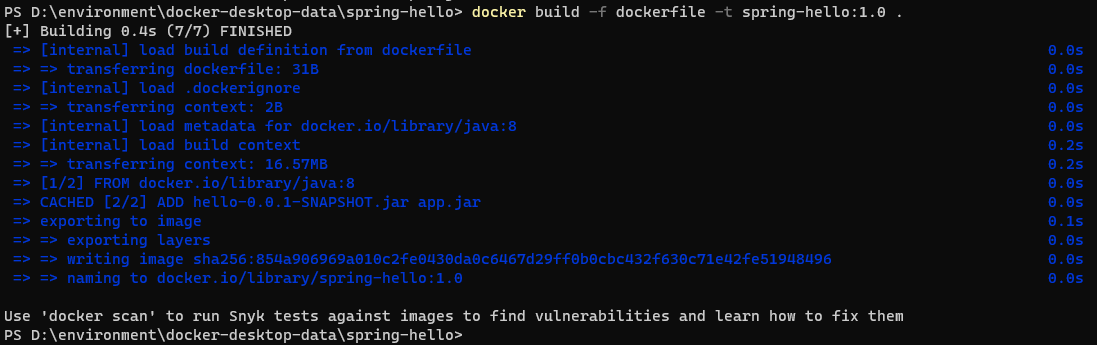 PS D:\environment\docker-desktop-data\spring-hello> docker build -f dockerfile -t spring-hello:1.0 .
[+] Building 0.4s (7/7) FINISHED
=> [internal] load build definition from dockerfile 0.0s
=> => transferring dockerfile: 31B 0.0s
=> [internal] load .dockerignore 0.0s
=> => transferring context: 2B 0.0s
=> [internal] load metadata for docker.io/library/java:8 0.0s
=> [internal] load build context 0.2s
=> => transferring context: 16.57MB 0.2s
=> [1/2] FROM docker.io/library/java:8 0.0s
=> CACHED [2/2] ADD hello-0.0.1-SNAPSHOT.jar app.jar 0.0s
=> exporting to image 0.1s
=> => exporting layers 0.0s
=> => writing image sha256:854a906969a010c2fe0430da0c6467d29ff0b0cbc432f630c71e42fe51948496 0.0s
=> => naming to docker.io/library/spring-hello:1.0 0.0s
Use 'docker scan' to run Snyk tests against images to find vulnerabilities and learn how to fix them
PS D:\environment\docker-desktop-data\spring-hello>